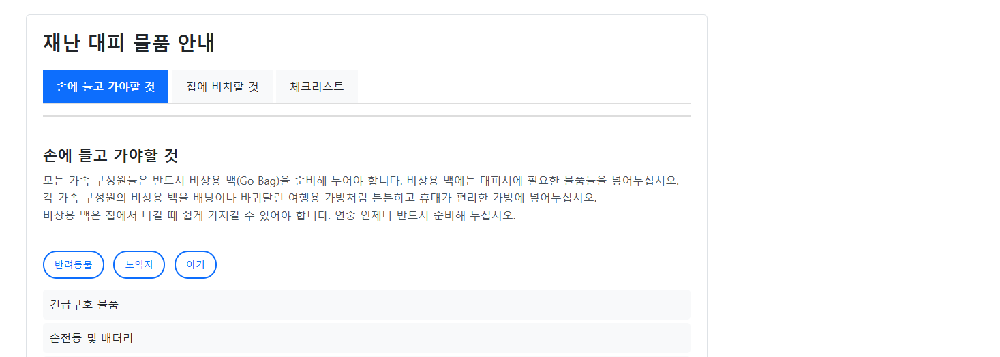 재난 대피 물품 안내
손에 들고 가야할 것
집에 비치할 것
체크리스트
손에 들고 가야할 것
모든 가족 구성원들은 반드시 비상용 백(Go Bag)을 준비해 두어야 합니다. 비상용 백에는 대피시에 필요한 물품들을 넣어두십시오.
각 가족 구성원의 비상용 백을 배낭이나 바퀴달린 여행용 가방처럼 튼튼하고 휴대가 편리한 가방에 넣어두십시오.
비상용 백은 집에서 나갈 때 쉽게 가져갈 수 있어야 합니다. 연중 언제나 반드시 준비해 두십시오.
반려동물
노약자
아기
긴급구호 물품
손전등 및 배터리